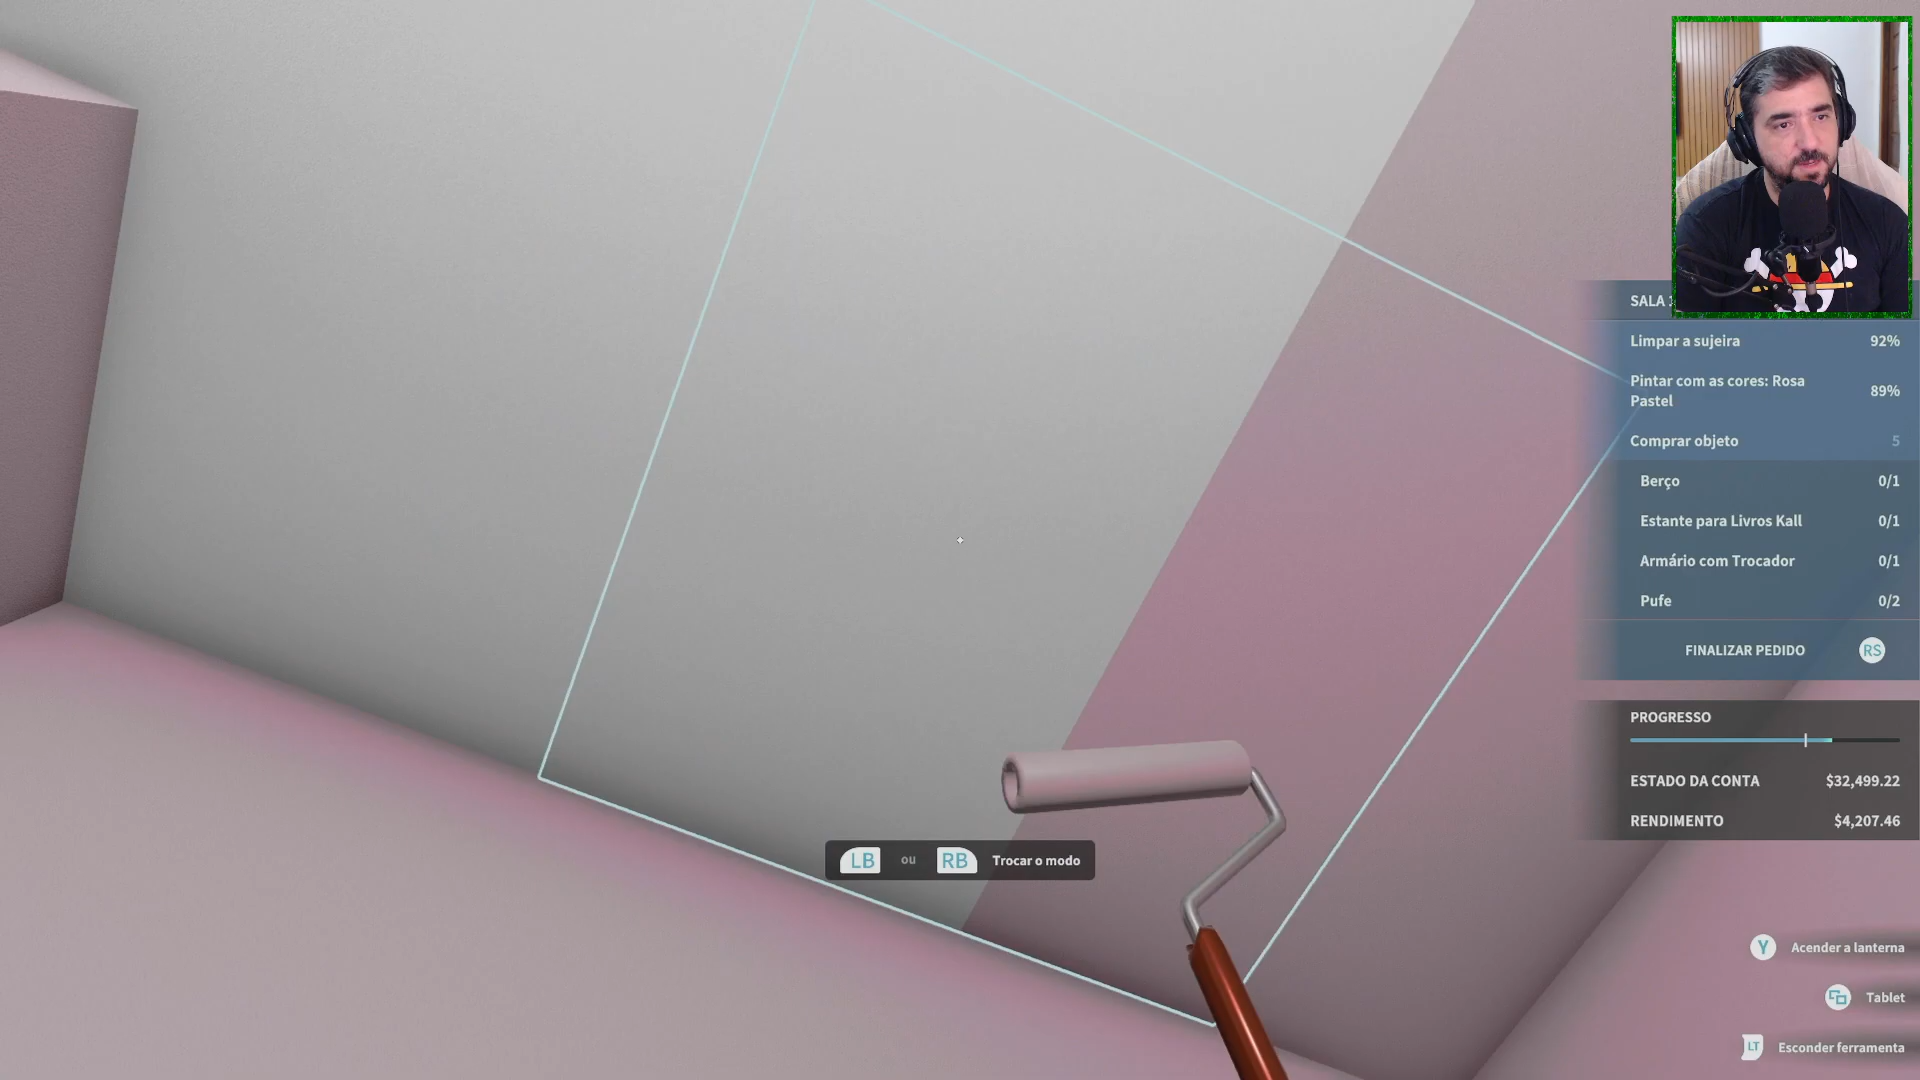 SALA
Limpar a sujeira 92%
Pintar com as cores: Rosa
Pastel 89%
Comprar objeto 5
Berço 0/1
Estante para Livros Kall 0/1
Armário com Trocador 0/1
Pufe 0/2
FINALIZAR PEDIDO RS
PROGRESSO
ESTADO DA CONTA $32,499.22
RENDIMENTO $4,207.46
LB ou RB Trocar o modo
Y Acender a lanterna
Tablet
LT Esconder ferramenta